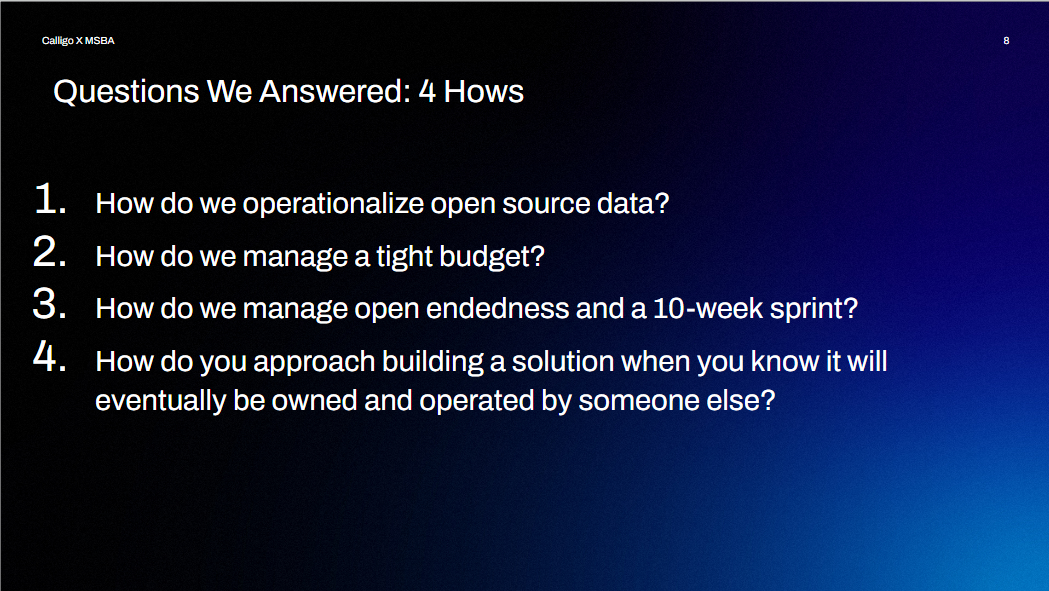 Calligo X MSBA
8
Questions We Answered: 4 Hows
1. How do we operationalize open source data?
2. How do we manage a tight budget?
3. How do we manage open endedness and a 10-week sprint?
4. How do you approach building a solution when you know it will
eventually be owned and operated by someone else?